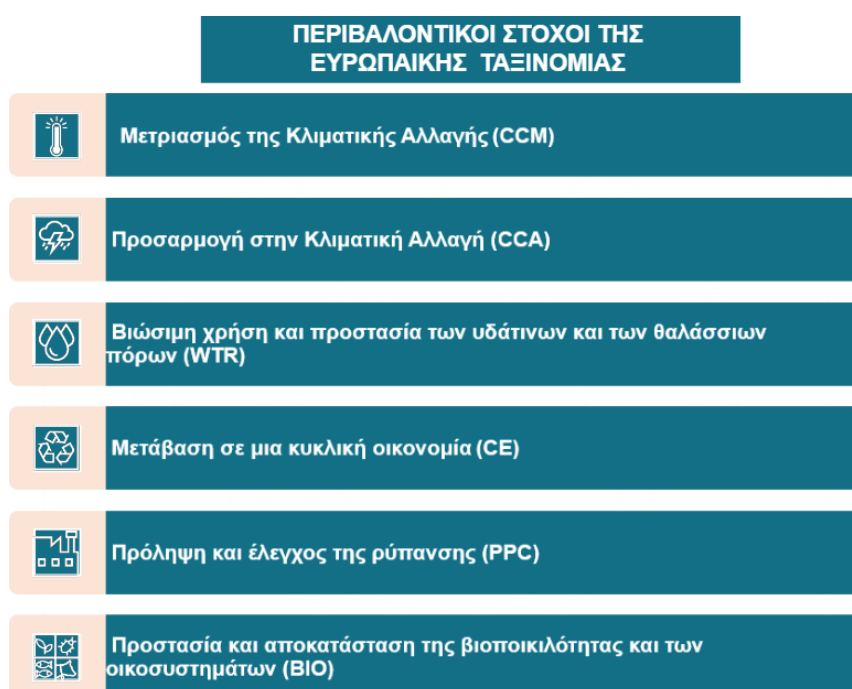 ΠΕΡΙΒΑΛΟΝΤΙΚΟΙ ΣΤΟΧΟΙ ΤΗΣ
ΕΥΡΩΠΑΙΚΗΣ ΤΑΞΙΝΟΜΙΑΣ
Μετριασμός της Κλιματικής Αλλαγής (CCM)
Προσαρμογή στην Κλιματική Αλλαγή (CCA)
Βιώσιμη χρήση και προστασία των υδάτινων και των θαλάσσιων
πόρων (WTR)
Μετάβαση σε μια κυκλική οικονομία (CE)
Πρόληψη και έλεγχος της ρύπανσης (PPC)
Προστασία και αποκατάσταση της βιοποικιλότητας και των
οικοσυστημάτων (BIO)